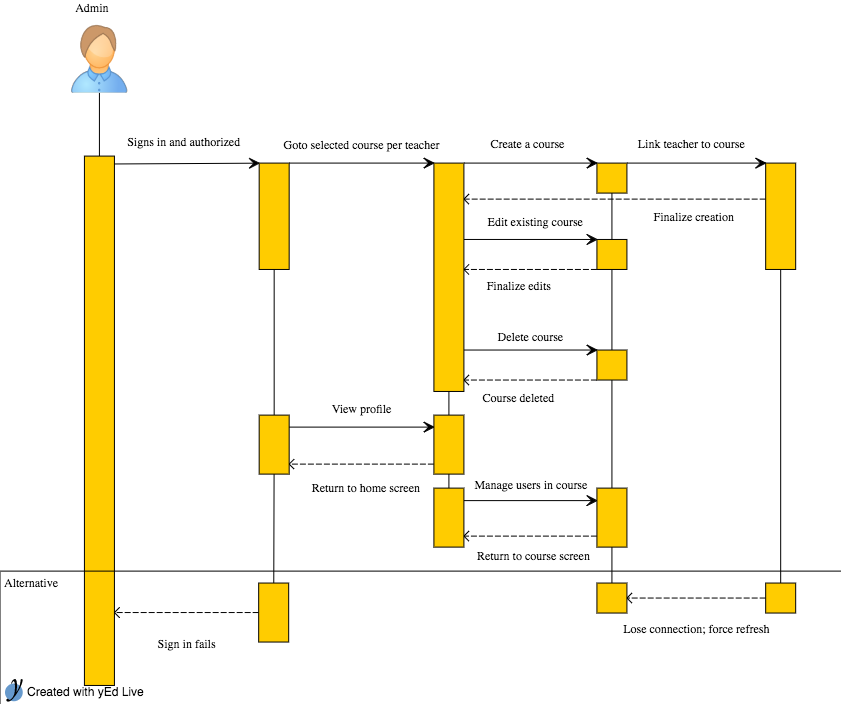 Admin
Signs in and authorized
Goto selected course per teacher
Create a course
Link teacher to course
Finalize creation
Edit existing course
Finalize edits
Delete course
Course deleted
View profile
Return to home screen
Manage users in course
Return to course screen
Alternative
Sign in fails
Lose connection; force refresh
y Created with yEd Live